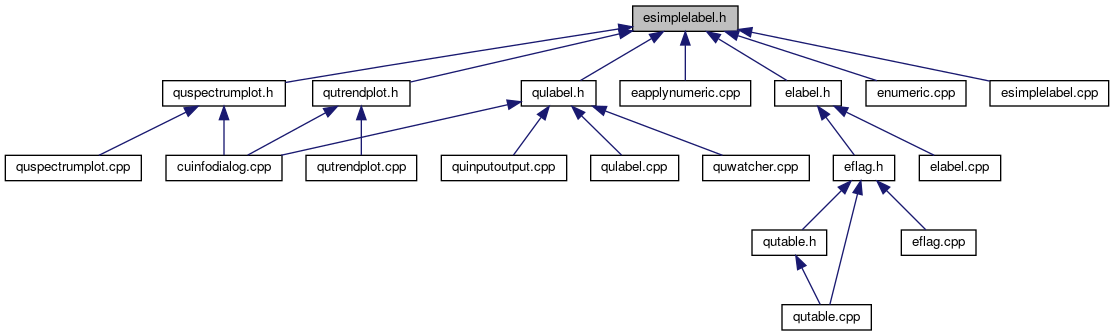 esimplelabel.h
quspectrumplot.h
qutrendplot.h
qulabel.h
eapplynumeric.cpp
elabel.h
enumeric.cpp
esimplelabel.cpp
quspectrumplot.cpp
cuinfodialog.cpp
qutrendplot.cpp
quinputoutput.cpp
qulabel.cpp
quwatcher.cpp
eflag.h
elabel.cpp
qutable.h
eflag.cpp
qutable.cpp